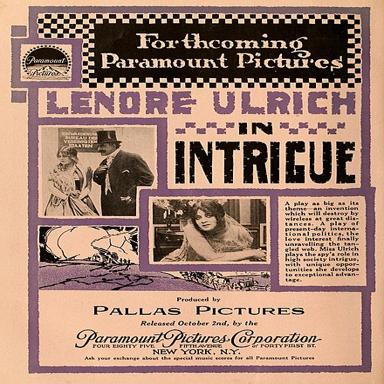 Forthcoming
Paramount Pictures
Paramount
Pictures
LENORE ULRICH
IN
INTRIGUE
EINWANDERUNGS
BUREAU DER
VEREINIGTEN
STAATEN
A play as big as its
theme—an invention
which will destroy by
wireless at great dis-
tances. A play of
present-day interna-
tional politics, the
love interest finally
unravelling the tan-
gled web. Miss Ulrich
plays the spy's role in
high society intrigue,
with unique oppor-
tunities she develops
to exceptional advan-
tage.
Produced by
PALLAS PICTURES
Released October 2nd, by the
Paramount Pictures Corporation
FOUR EIGHTY FIVE FIFTH AVENUE at FORTY FIRST ST.
NEW YORK, N.Y.
Ask your exchange about the special music scores for all Paramount Pictures